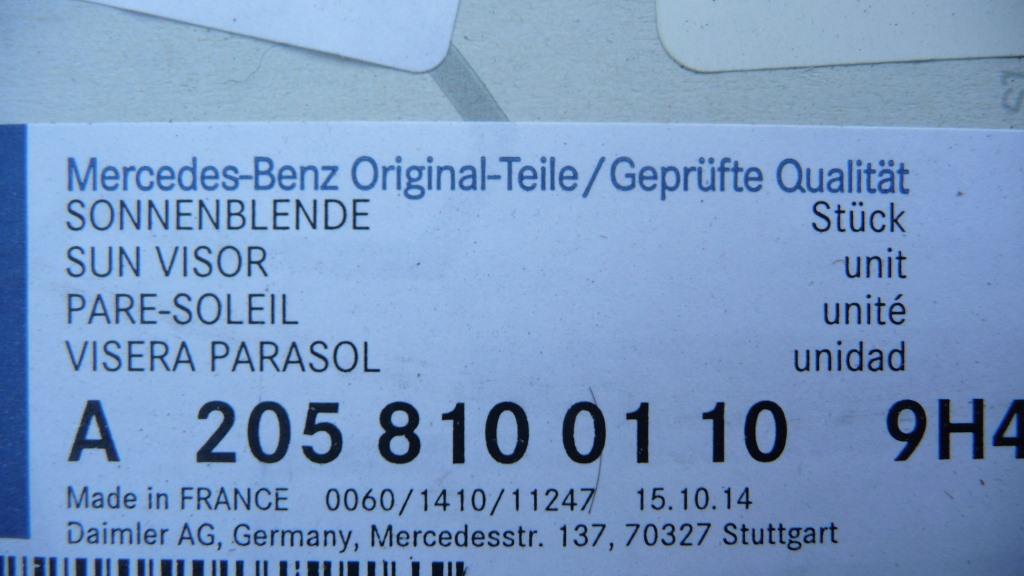 Mercedes-Benz Original-Teile/Geprüfte Qualität
SONNENBLENDE Stück
SUN VISOR unit
PARE-SOLEIL unité
VISERA PARASOL unidad
A 205 810 01 10 9H4
Made in FRANCE 0060/1410/11247 15.10.14
Daimler AG, Germany, Mercedesstr. 137, 70327 Stuttgart